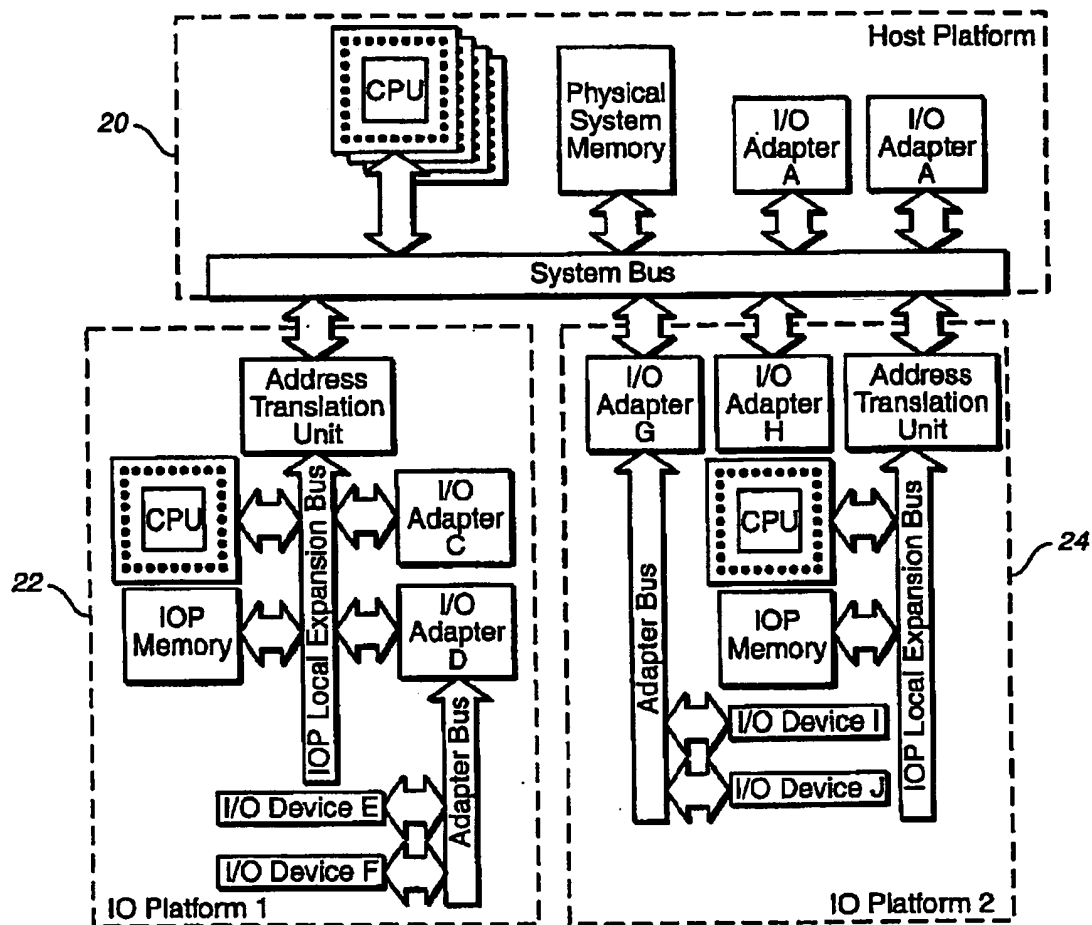 Host Platform
20
CPU
Physical
System
Memory
I/O
Adapter
A
I/O
Adapter
A
System Bus
Address
Translation
Unit
CPU
IOP Local Expansion Bus
I/O
Adapter
C
22
IOP
Memory
I/O
Adapter
D
Adapter Bus
I/O Device E
I/O Device F
IO Platform 1
I/O
Adapter
G
I/O
Adapter
H
Address
Translation
Unit
CPU
24
Adapter Bus
IOP
Memory
IOP Local Expansion Bus
I/O Device I
I/O Device J
IO Platform 2